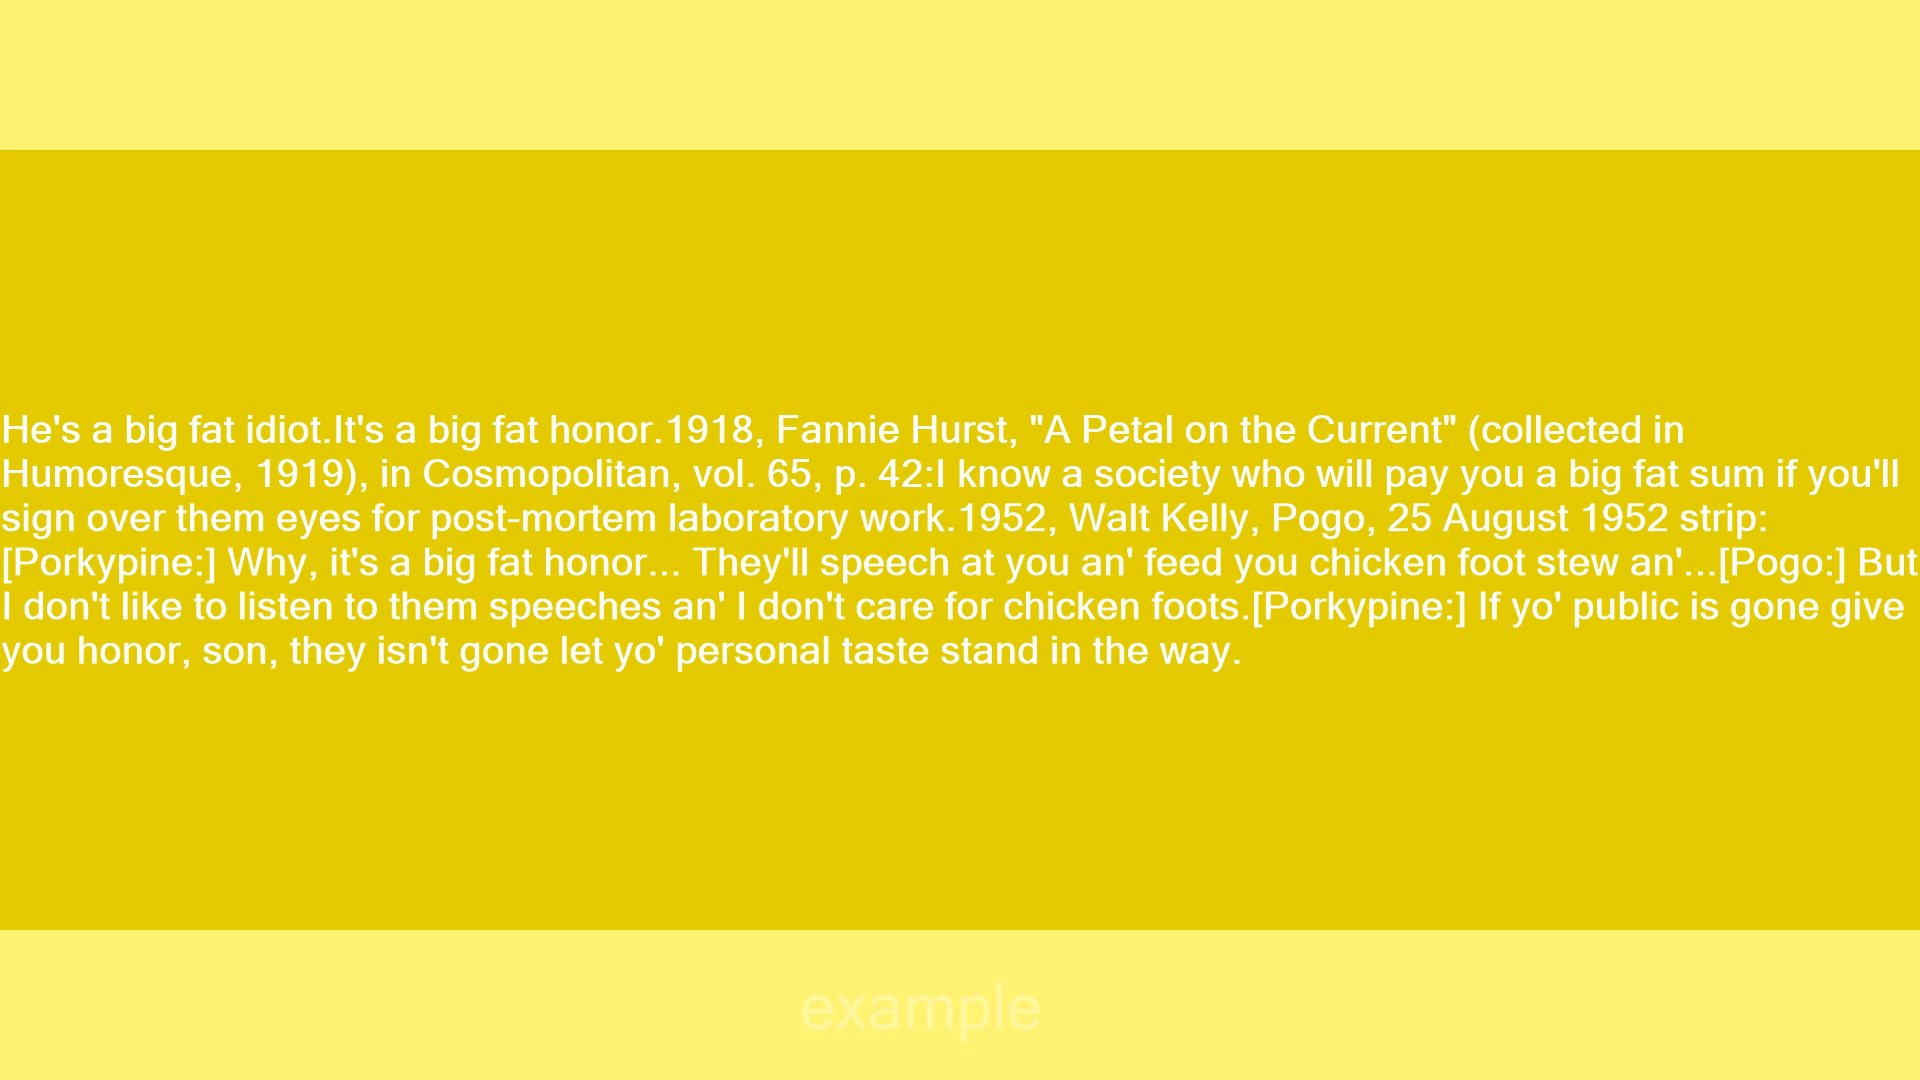 He's a big fat idiot.It's a big fat honor.1918, Fannie Hurst, "A Petal on the Current" (collected in
Humoresque, 1919), in Cosmopolitan, vol. 65, p. 42:I know a society who will pay you a big fat sum if you'll
sign over them eyes for post-mortem laboratory work.1952, Walt Kelly, Pogo, 25 August 1952 strip:
[Porkypine:] Why, it's a big fat honor... They'll speech at you an' feed you chicken foot stew an'...[Pogo:] But
I don't like to listen to them speeches an' I don't care for chicken foots.[Porkypine:] If yo' public is gone give
you honor, son, they isn't gone let yo' personal taste stand in the way.
example